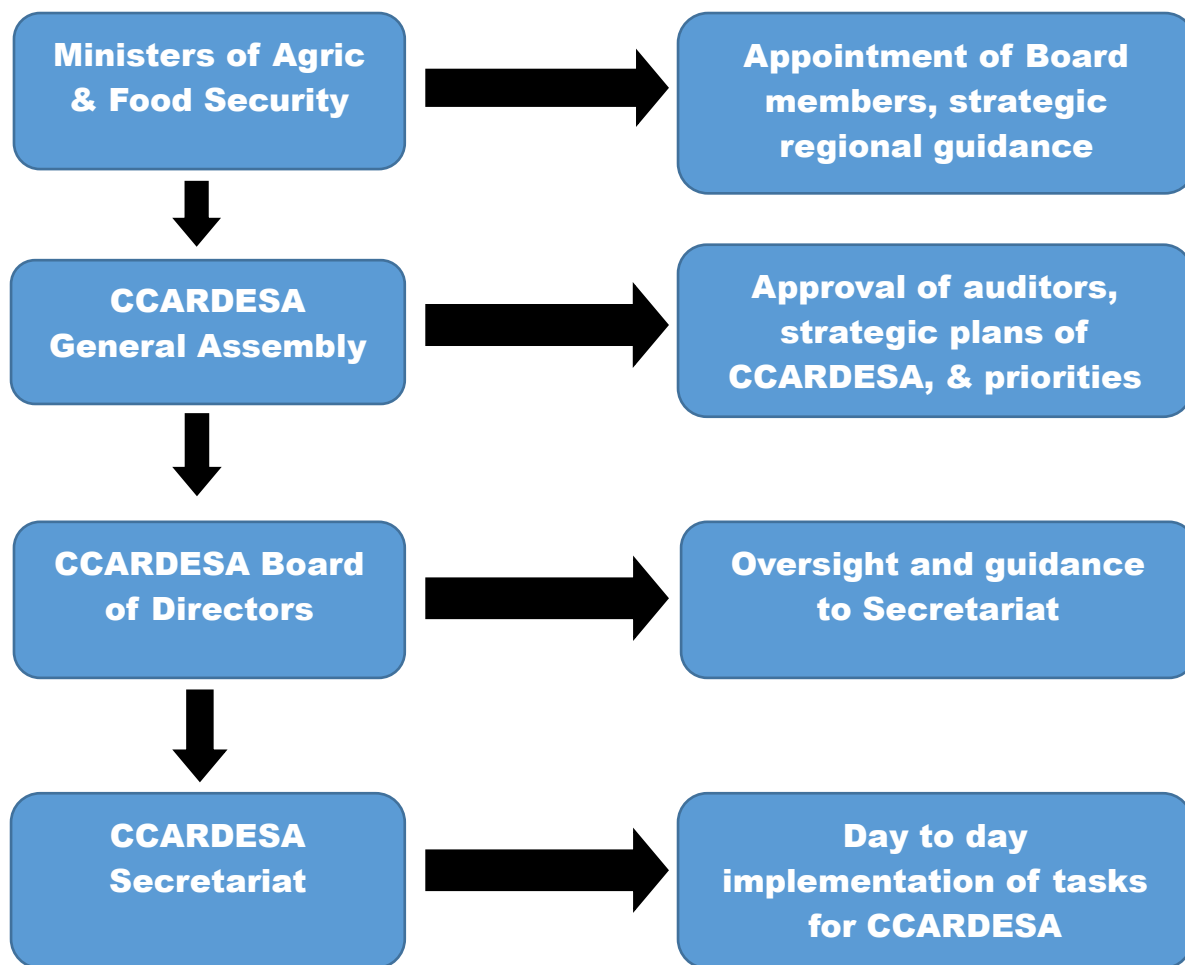 Ministers of Agric
& Food Security
Appointment of Board
members, strategic
regional guidance
CCARDESA
General Assembly
Approval of auditors,
strategic plans of
CCARDESA, & priorities
CCARDESA Board
of Directors
Oversight and guidance
to Secretariat
CCARDESA
Secretariat
Day to day
implementation of tasks
for CCARDESA